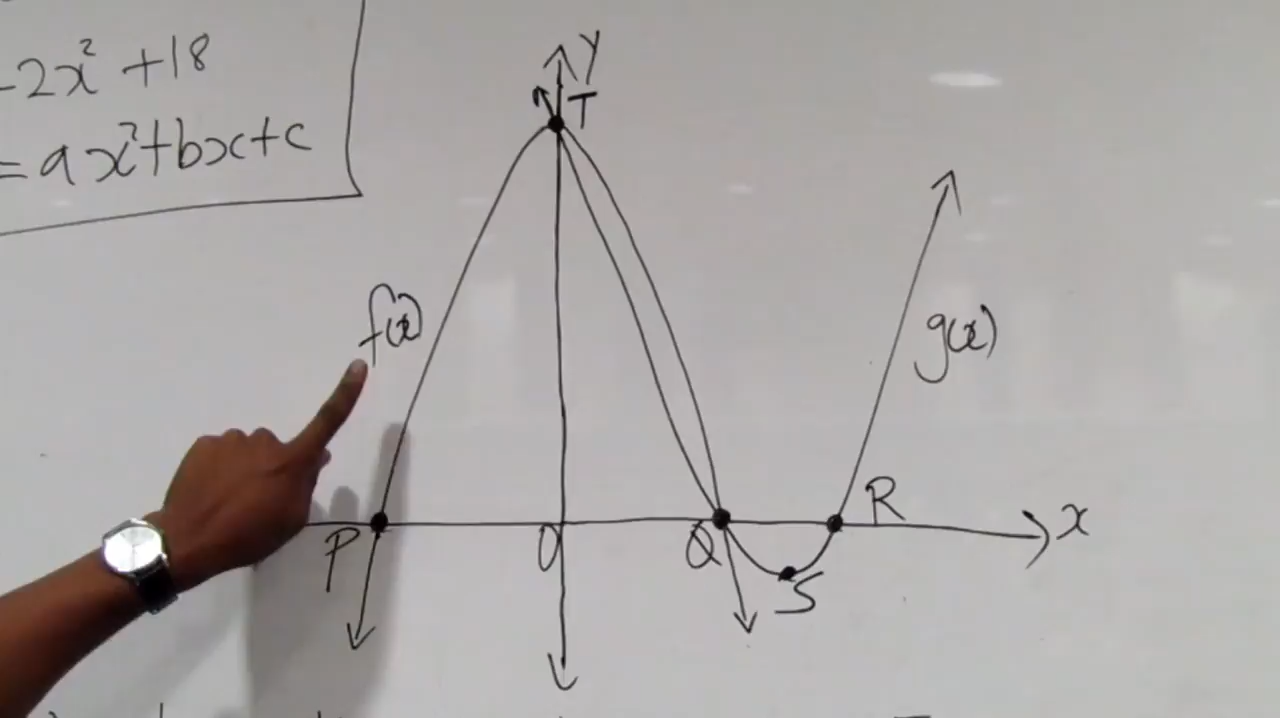 -2x² +18
= ax²+bx+c
y
T
f(x)
g(x)
P
O
Q
R
x
S